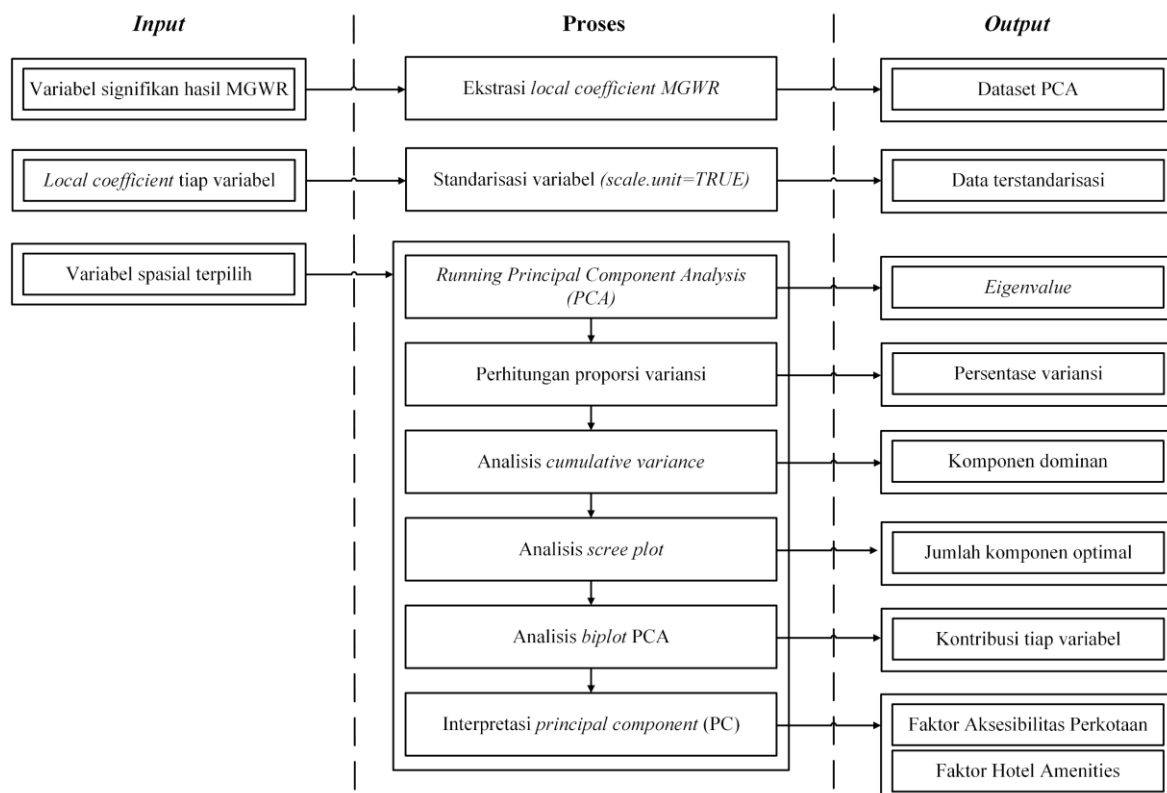 Input
Proses
Output
Variabel signifikan hasil MGWR
Ekstrasi local coefficient MGWR
Dataset PCA
Local coefficient tiap variabel
Standarisasi variabel (scale.unit=TRUE)
Data terstandarisasi
Variabel spasial terpilih
Running Principal Component Analysis
(PCA)
Eigenvalue
Perhitungan proporsi variansi
Persentase variansi
Analisis cumulative variance
Komponen dominan
Analisis scree plot
Jumlah komponen optimal
Analisis biplot PCA
Kontribusi tiap variabel
Interpretasi principal component (PC)
Faktor Aksesibilitas Perkotaan
Faktor Hotel Amenities